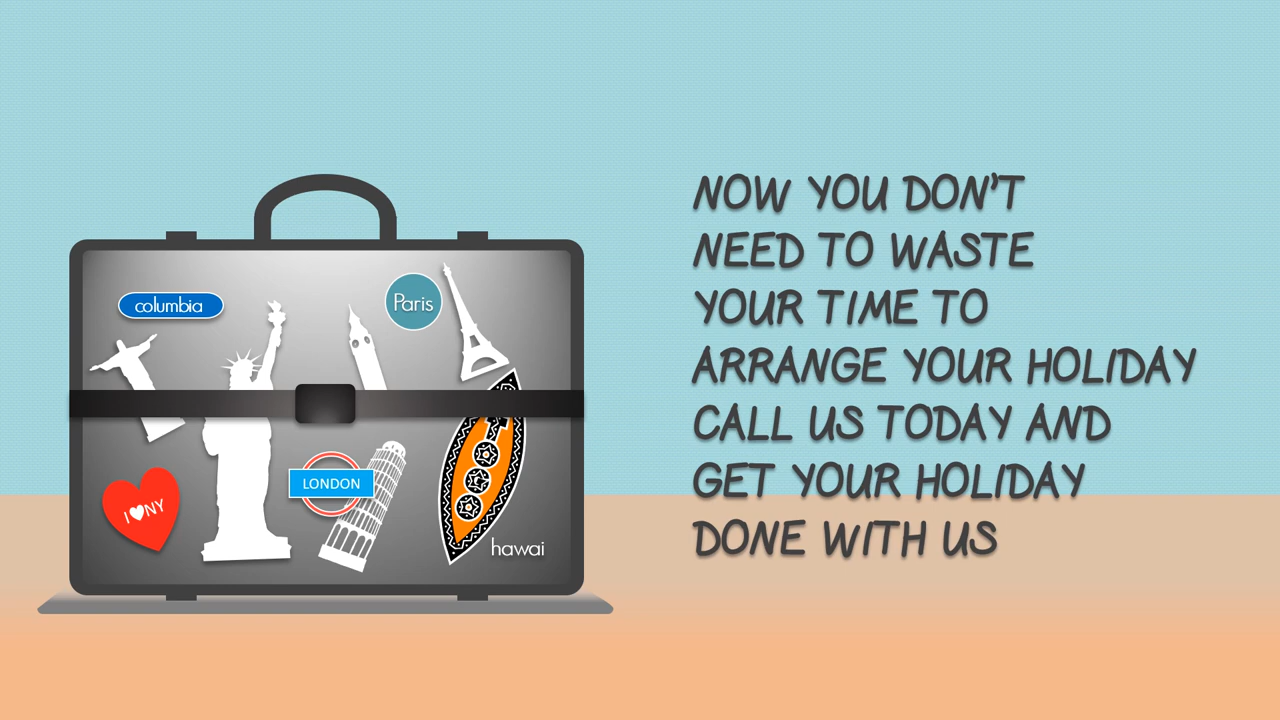 columbia
Paris
I NY
LONDON
hawai
NOW YOU DON'T
NEED TO WASTE
YOUR TIME TO
ARRANGE YOUR HOLIDAY
CALL US TODAY AND
GET YOUR HOLIDAY
DONE WITH US